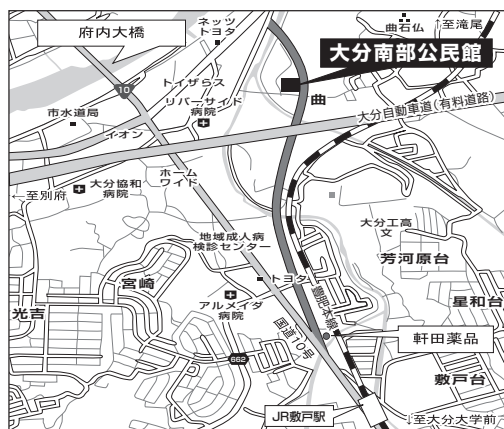 府内大橋
ネッツ
トヨタ
曲石仏
↑至滝尾
大分南部公民館
10
トイザらス
リバーサイド
病院
曲
大分自動車道(有料道路)
市水道局
イオン
大分協和
病院
ホーム
ワイド
←至別府
地域成人病
検診センター
大分工高
文
芳河原台
宮崎
トヨタ
光吉
アルメイダ
病院
豊肥本線
星和台
国道10号
軒田薬品
662
敷戸台
JR敷戸駅
↓至大分大学前